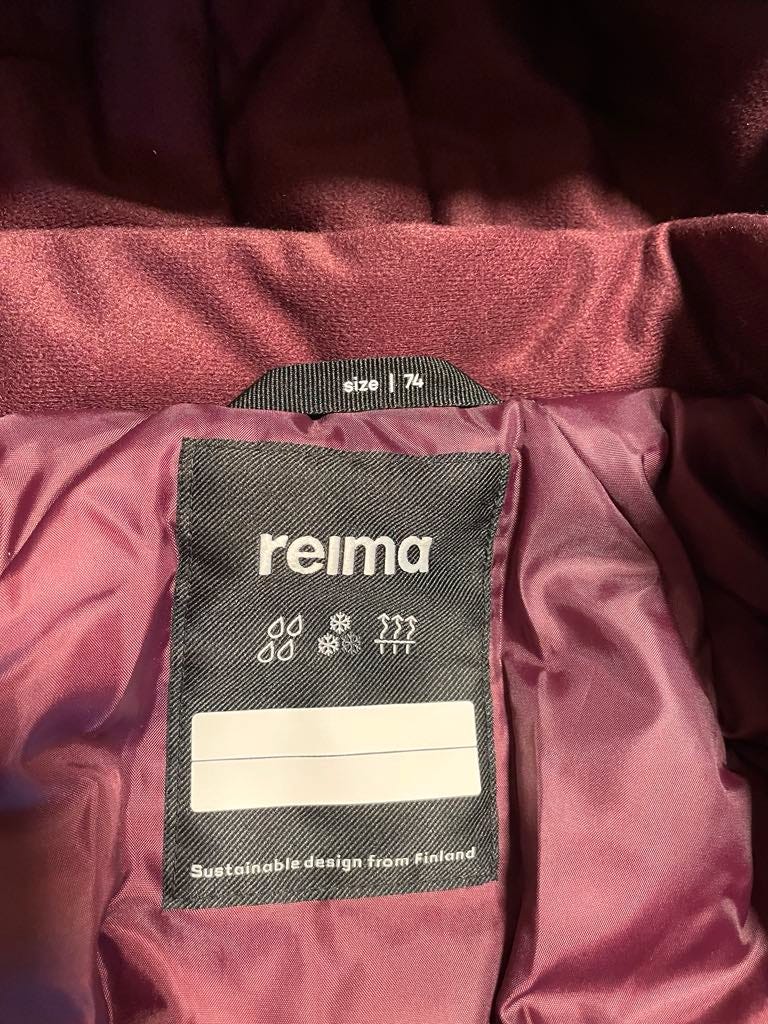 size | 74
reima
Sustainable design from Finland